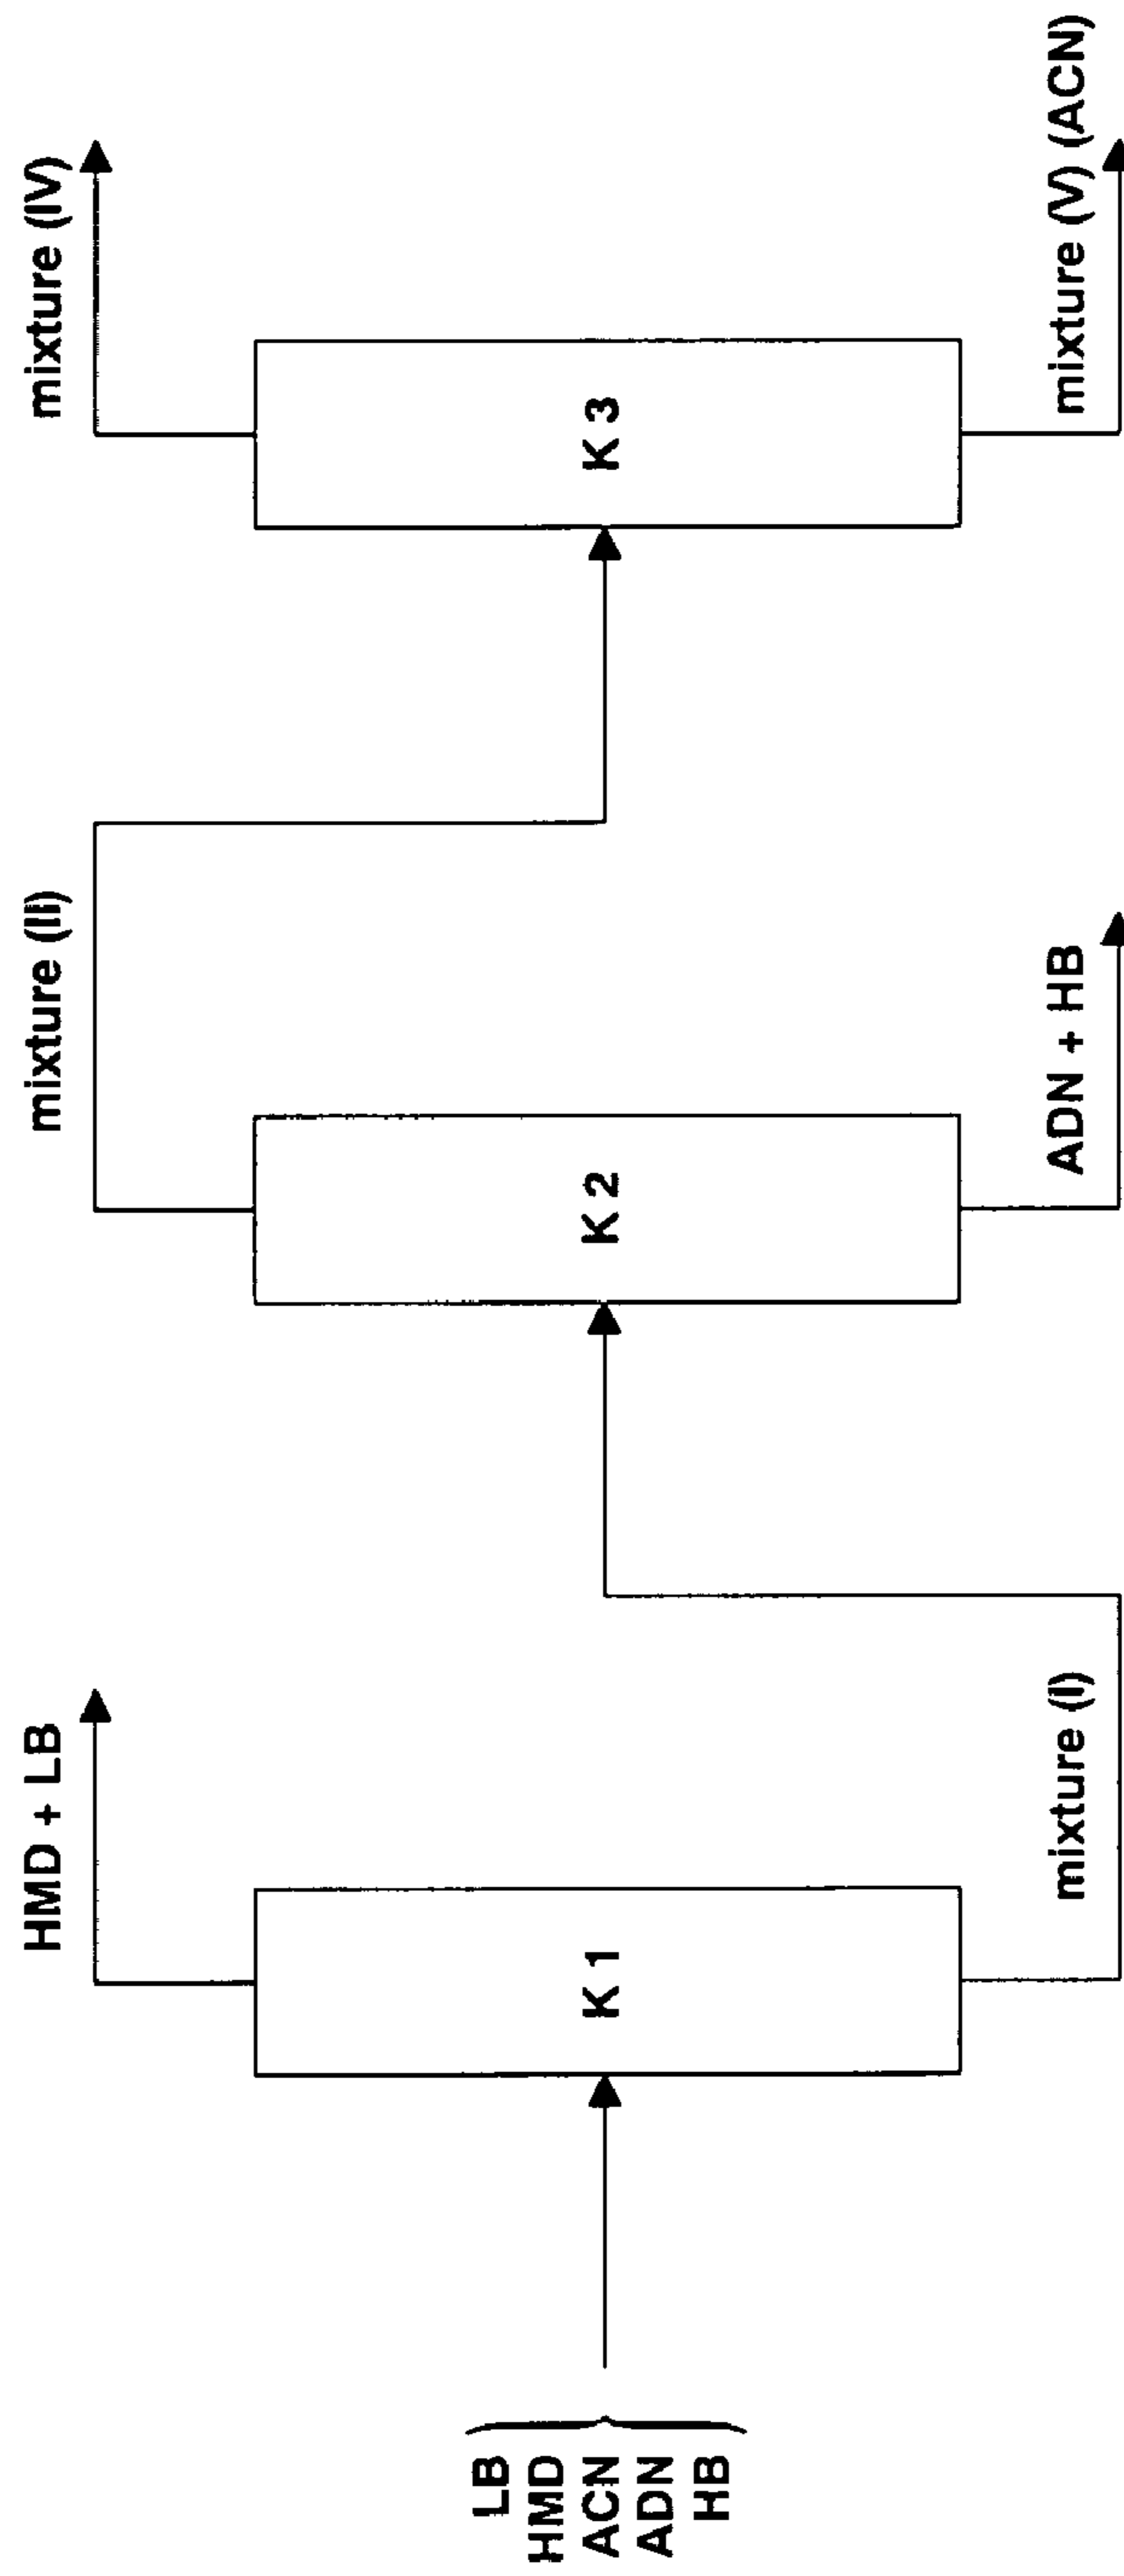 HMD + LB
mixture (II)
mixture (IV)
LB
HMD
ACN
ADN
HB
K 1
K 2
K 3
mixture (I)
ADN + HB
mixture (V) (ACN)